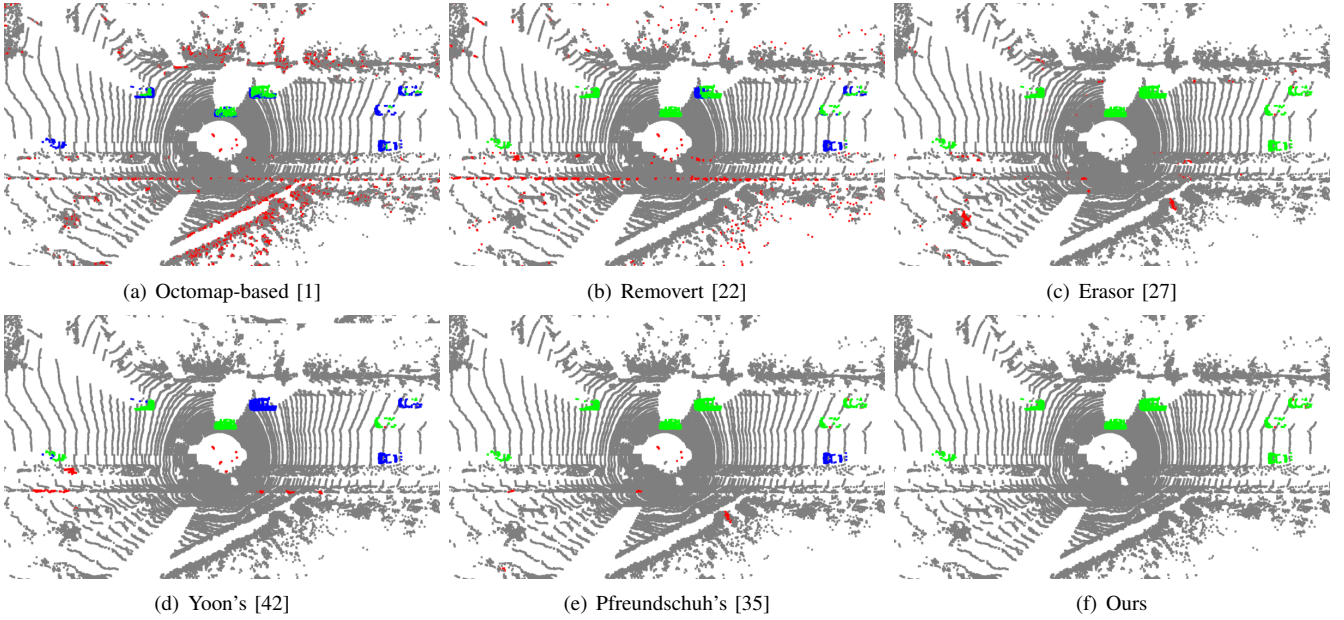 (a) Octomap-based [1]
(b) Removert [22]
(c) Erasor [27]
(d) Yoon's [42]
(e) Pfreundschuh's [35]
(f) Ours